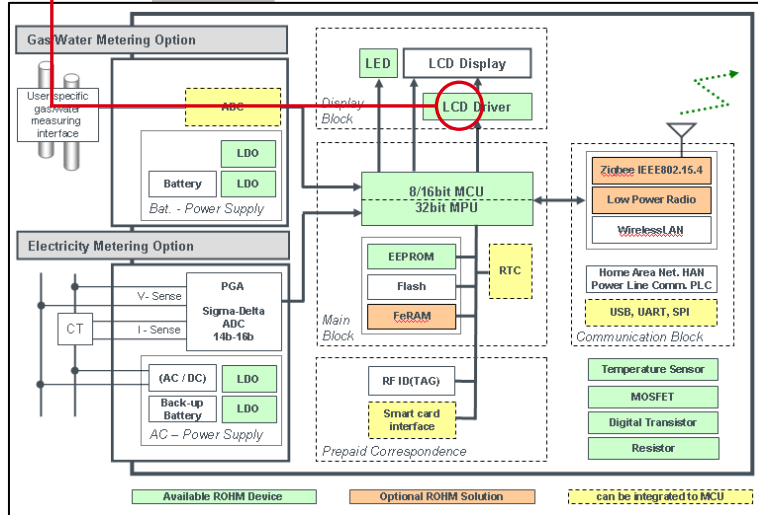 Gas/Water Metering Option
User specific
gas/water
measuring
interface
ADC
LDO
Battery
LDO
Bat. - Power Supply
LED
LCD Display
LCD Driver
Display
Block
8/16bit MCU
32bit MPU
EEPROM
Flash
FeRAM
RTC
Main
Block
Zigbee IEEE802.15.4
Low Power Radio
WirelessLAN
Home Area Net. HAN
Power Line Comm. PLC
USB, UART, SPI
Communication Block
Electricity Metering Option
V- Sense
CT
I - Sense
PGA
Sigma-Delta
ADC
14b-16b
(AC / DC)
LDO
Back-up
Battery
LDO
AC – Power Supply
RF ID(TAG)
Smart card
interface
Prepaid Correspondence
Temperature Sensor
MOSFET
Digital Transistor
Resistor
Available ROHM Device
Optional ROHM Solution
can be integrated to MCU